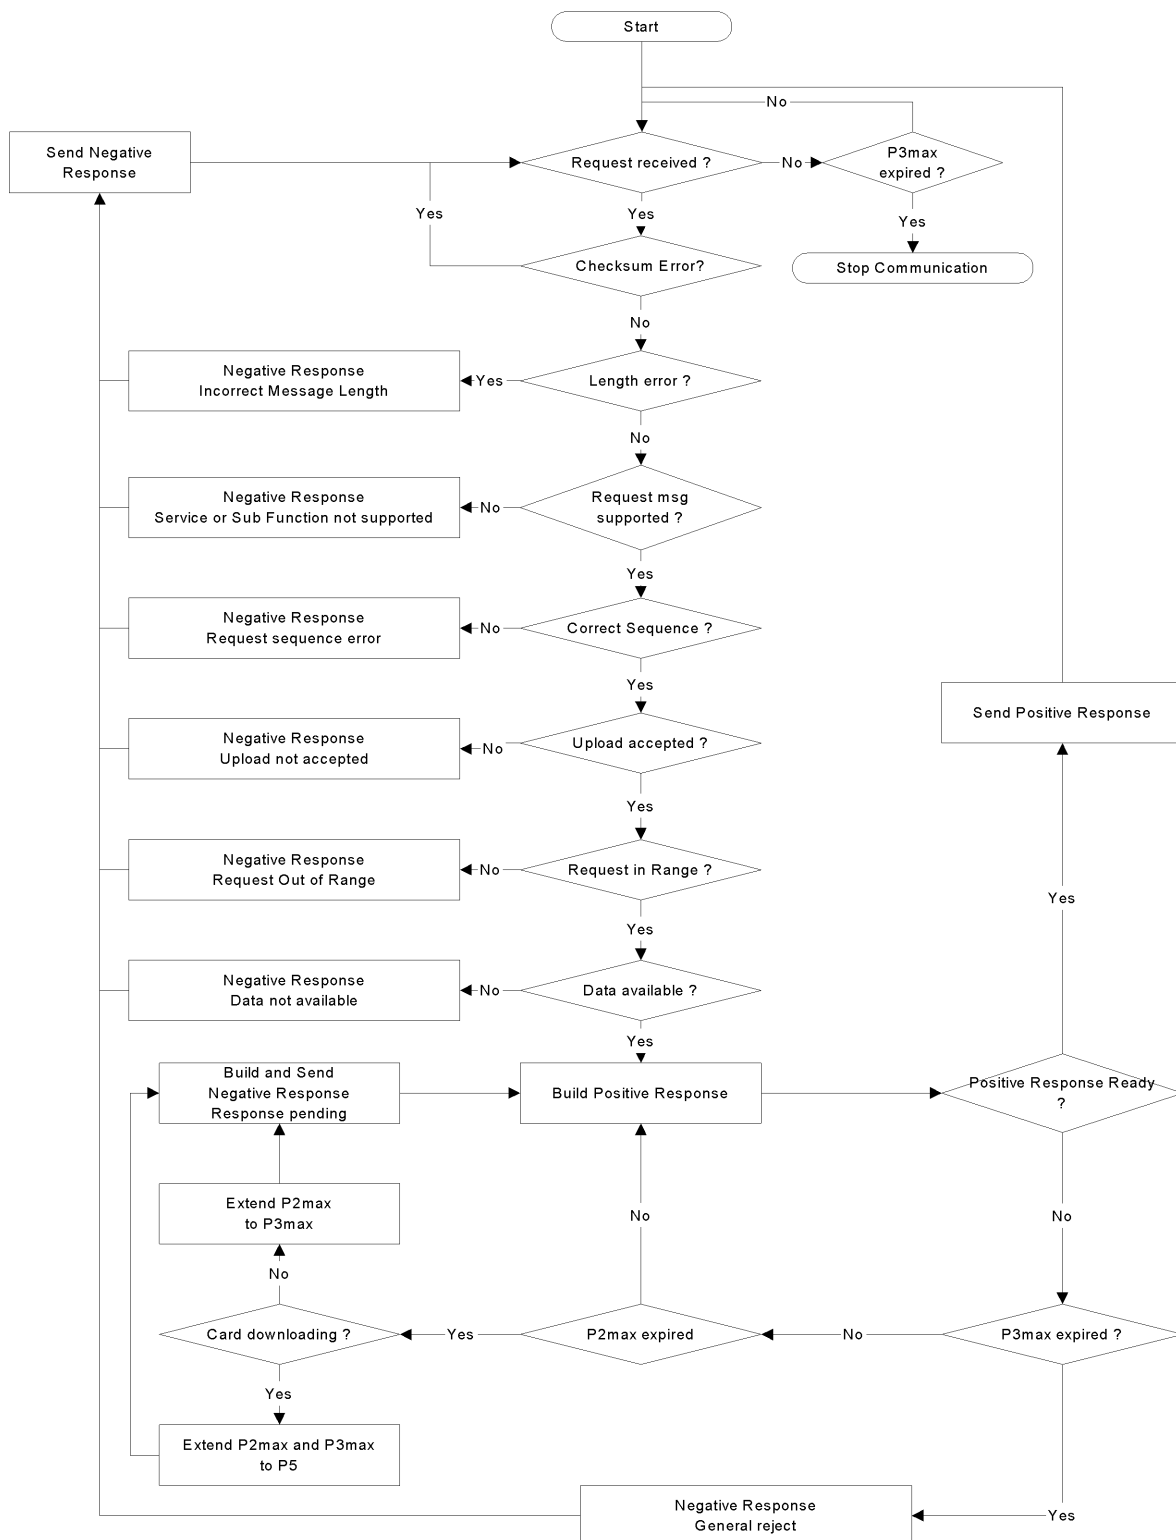 Start
No
Send Negative
Response
Request received ?
No
P3max
expired ?
Yes
Yes
Yes
Checksum Error?
Stop Communication
No
Negative Response
Incorrect Message Length
Yes
Length error ?
No
Negative Response
Service or Sub Function not supported
No
Request msg
supported ?
Yes
Negative Response
Request sequence error
No
Correct Sequence ?
Yes
Send Positive Response
Negative Response
Upload not accepted
No
Upload accepted ?
Yes
Negative Response
Request Out of Range
No
Request in Range ?
Yes
Yes
Negative Response
Data not available
No
Data available ?
Yes
Build and Send
Negative Response
Response pending
Build Positive Response
Positive Response Ready
?
Extend P2max
to P3max
No
No
No
Card downloading ?
Yes
P2max expired
No
P3max expired ?
Yes
Extend P2max and P3max
to P5
Negative Response
General reject
Yes